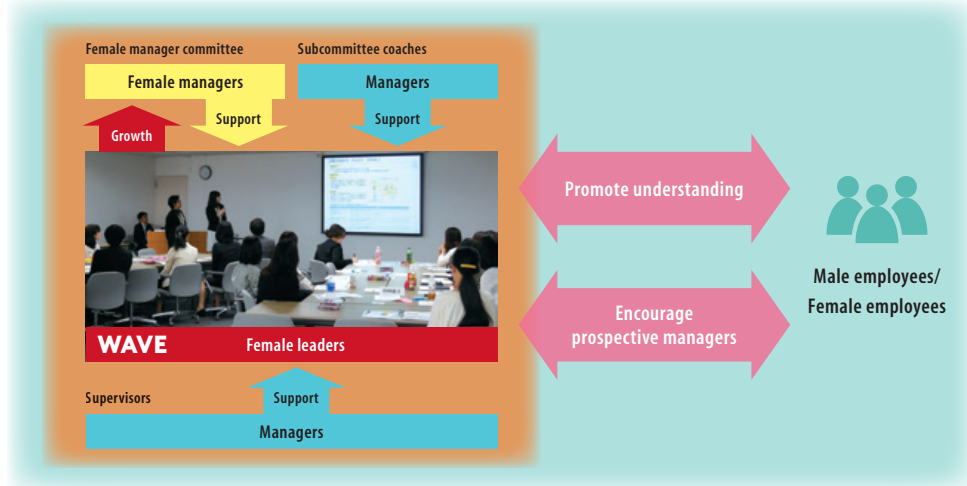 Female manager committee
Subcommittee coaches
Female managers
Managers
Growth
Support
Support
Promote understanding
Male employees/
Female employees
Encourage
prospective managers
WAVE
Female leaders
Supervisors
Support
Managers